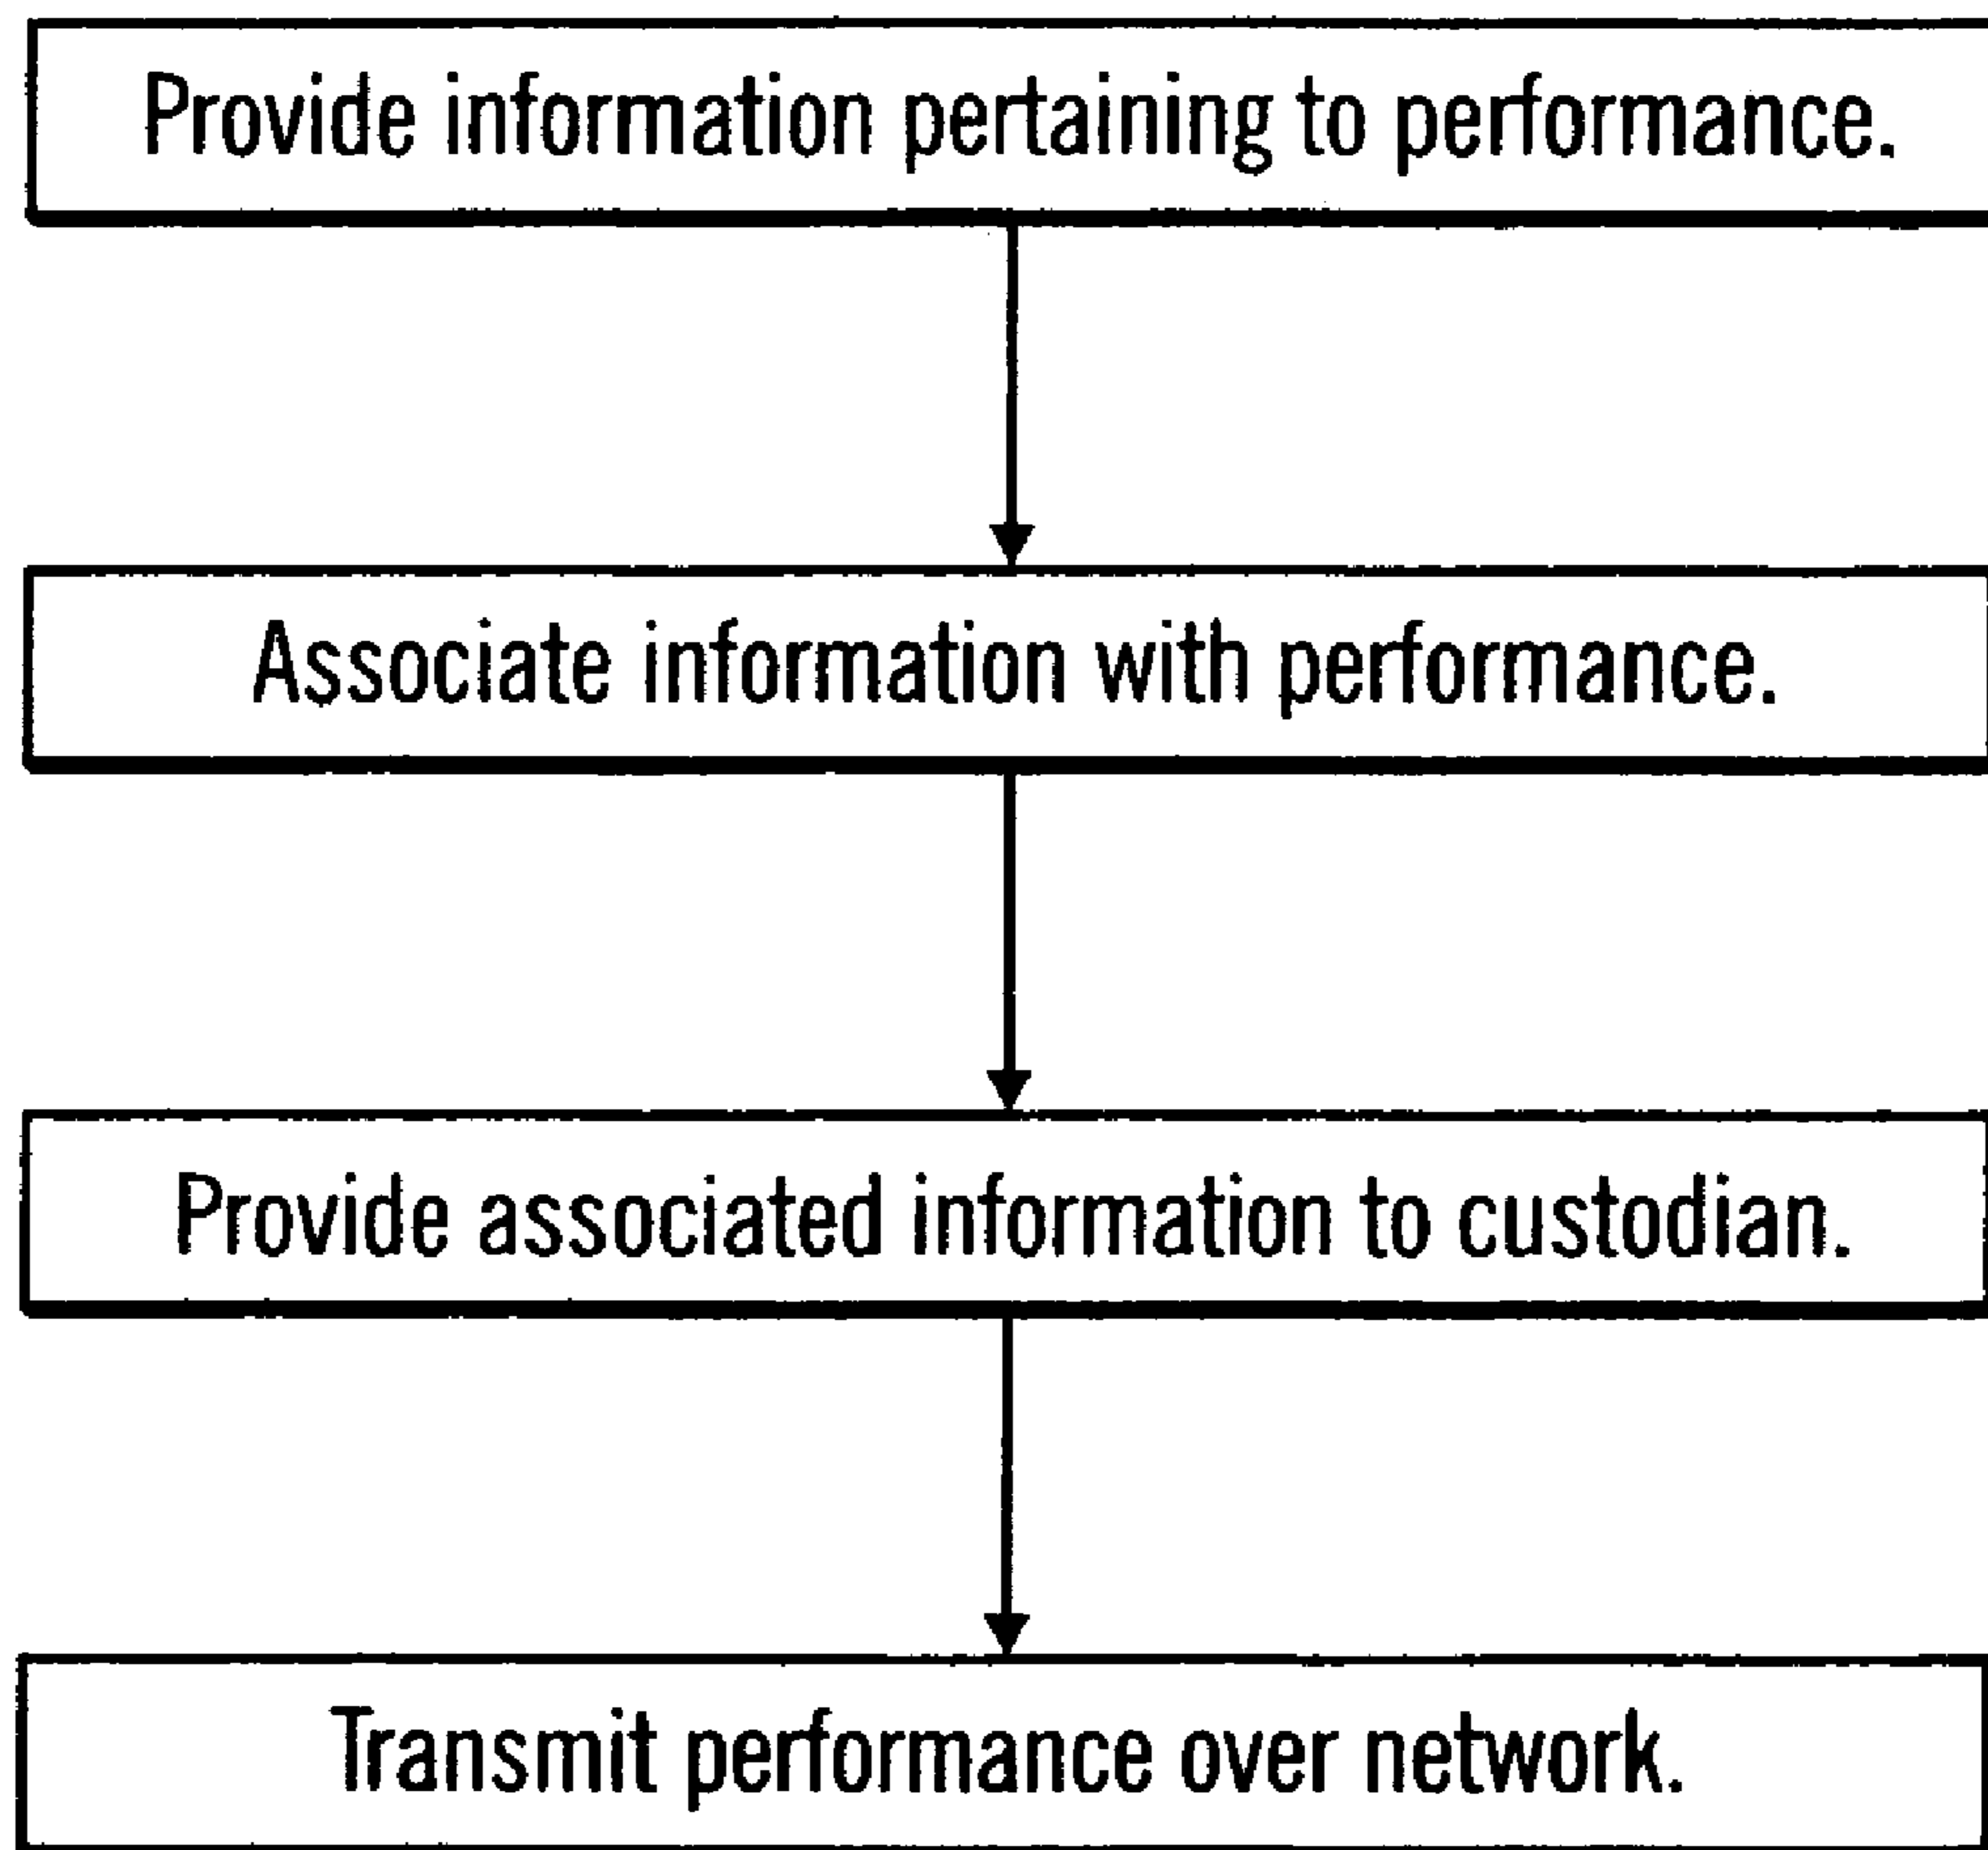 Provide information pertaining to performance.
Associate information with performance.
Provide associated information to custodian.
Transmit performance over network.